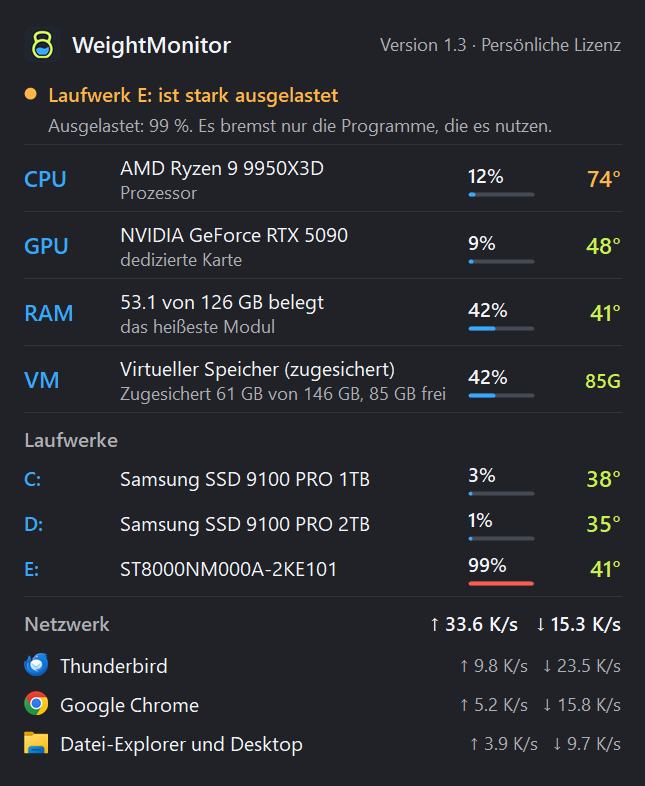 WeightMonitor
Version 1.3 · Persönliche Lizenz
Laufwerk E: ist stark ausgelastet
Ausgelastet: 99 %. Es bremst nur die Programme, die es nutzen.
CPU AMD Ryzen 9 9950X3D 12% 74°
Prozessor
GPU NVIDIA GeForce RTX 5090 9% 48°
dedizierte Karte
RAM 53.1 von 126 GB belegt 42% 41°
das heißeste Modul
VM Virtueller Speicher (zugesichert) 42% 85G
Zugesichert 61 GB von 146 GB, 85 GB frei
Laufwerke
C: Samsung SSD 9100 PRO 1TB 3% 38°
D: Samsung SSD 9100 PRO 2TB 1% 35°
E: ST8000NM000A-2KE101 99% 41°
Netzwerk ↑ 33.6 K/s ↓ 15.3 K/s
Thunderbird ↑ 9.8 K/s ↓ 23.5 K/s
Google Chrome ↑ 5.2 K/s ↓ 15.8 K/s
Datei-Explorer und Desktop ↑ 3.9 K/s ↓ 9.7 K/s